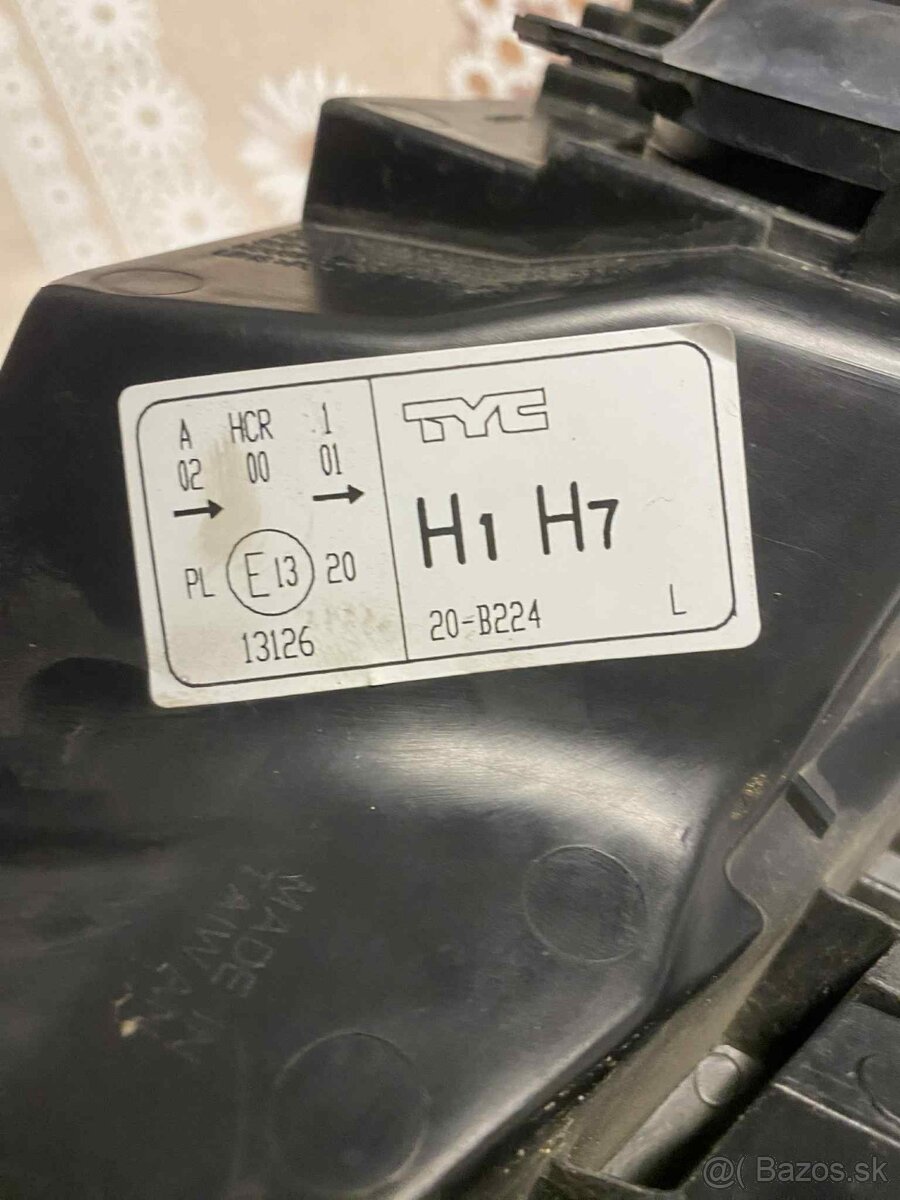 A HCR 1
02 00 01
→ →
PL E13 20
13126
TYC
H1 H7
20-B224 L
MADE IN
TAIWAN
@( Bazos.sk